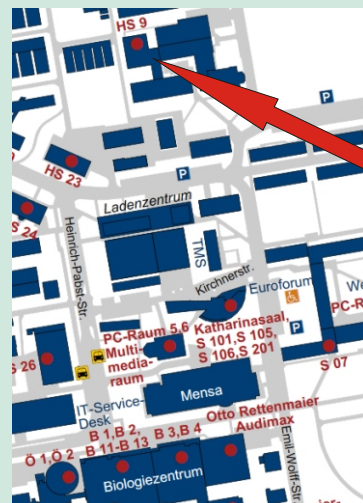 HS 9
P
HS 23
P
Ladenzentrum
S 24
Heinrich-Pabst-Str.
TMS
Kirchnerstr.
Euroforum
P
PC-Raum 5,6
Multi-
media-
raum
Katharinasaal,
S 101, S 105,
S 106, S 201
S 26
S 07
Mensa
IT-Service-
Desk
B 1, B 2,
B 11-B 13
B 3, B 4
Otto Rettenmaier
Audimax
Ö 1, Ö 2
Biologiezentrum
Emil-Wolff-Str.